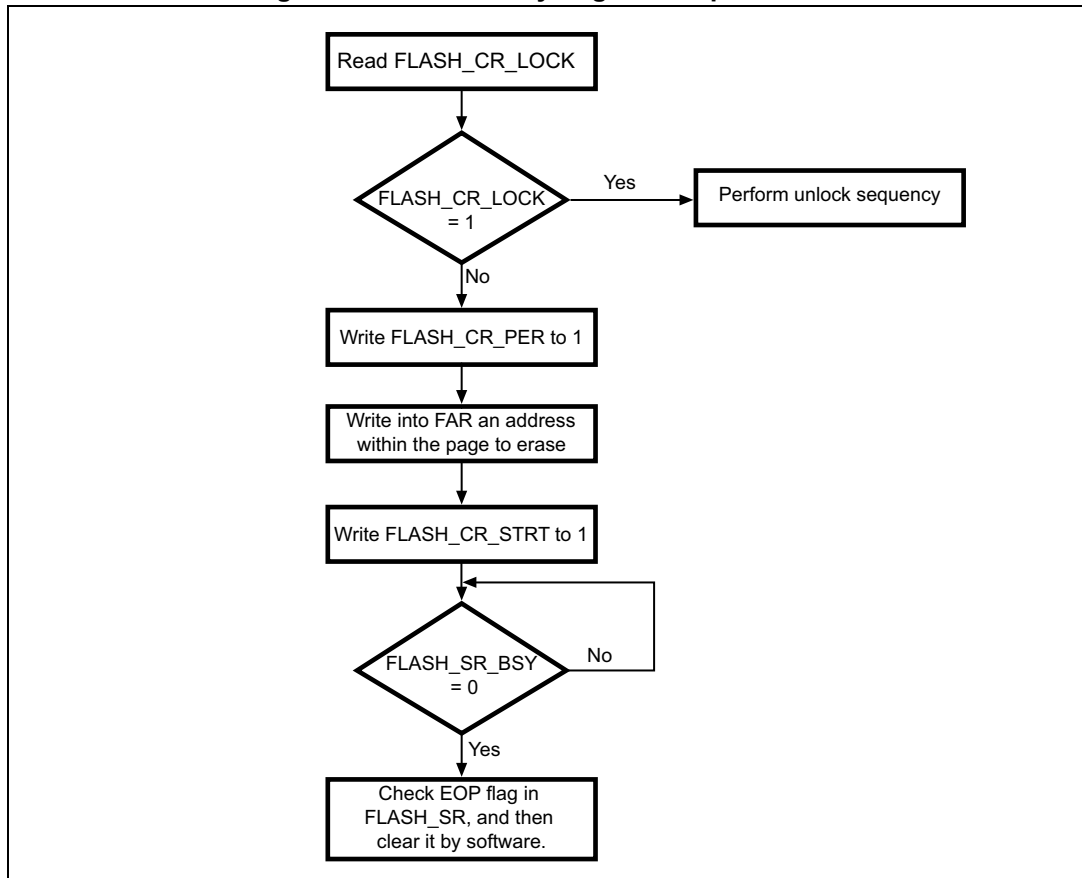 Read FLASH_CR_LOCK
FLASH_CR_LOCK
= 1
Yes
Perform unlock sequency
No
Write FLASH_CR_PER to 1
Write into FAR an address
within the page to erase
Write FLASH_CR_STRT to 1
FLASH_SR_BSY
= 0
No
Yes
Check EOP flag in
FLASH_SR, and then
clear it by software.